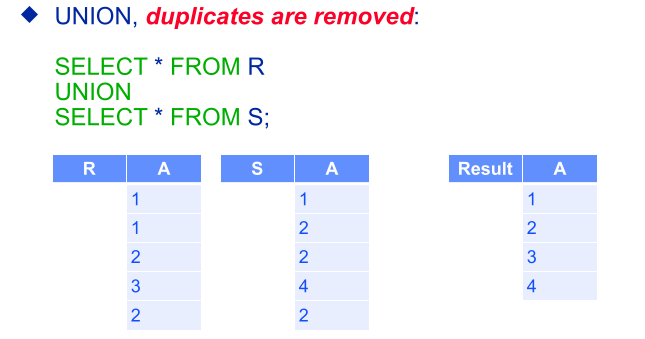 ◆ UNION, duplicates are removed:
SELECT * FROM R
UNION
SELECT * FROM S;
R A S A Result A
1 1 1
1 2 2
2 2 3
3 4 4
2 2